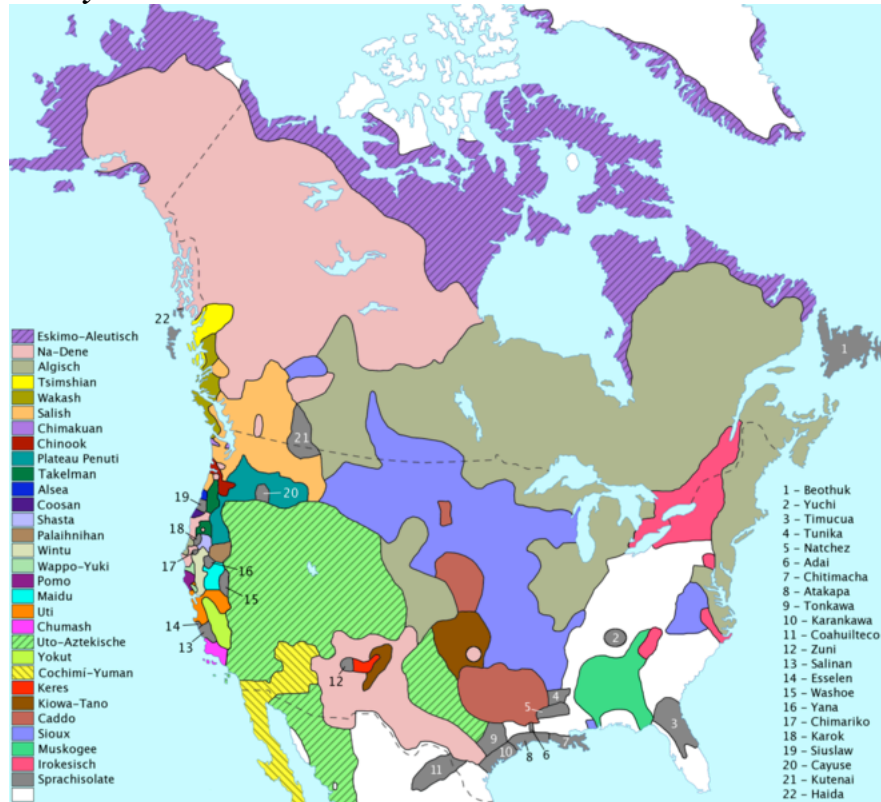 Eskimo-Aleutisch
Na-Dene
Algisch
Tsimshian
Wakash
Salish
Chimakuan
Chinook
Plateau Penuti
Takelman
Alsea
Coosan
Shasta
Palaihnihan
Wintu
Wappo-Yuki
Pomo
Maidu
Uti
Chumash
Uto-Aztekische
Yokut
Cochimi-Yuman
Keres
Kiowa-Tano
Caddo
Sioux
Muskogee
Irokesisch
Sprachisolate
22
1
21
20
19
18
17
16
15
14
13
12
2
3
4
5
6
7
8
9
10
11
1 - Beothuk
2 - Yuchi
3 - Timucua
4 - Tunika
5 - Natchez
6 - Adai
7 - Chitimacha
8 - Atakapa
9 - Tonkawa
10 - Karankawa
11 - Coahuilteco
12 - Zuni
13 - Salinan
14 - Esselen
15 - Washoe
16 - Yana
17 - Chimariko
18 - Karok
19 - Siuslaw
20 - Cayuse
21 - Kutenai
22 - Haida